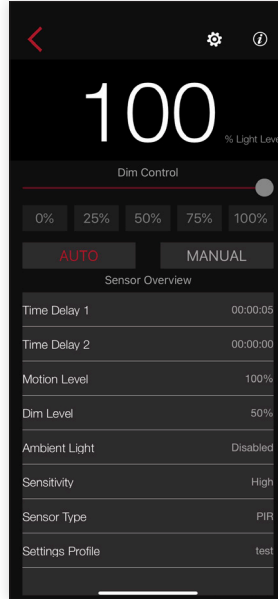 100
% Light Leve
Dim Control
0% 25% 50% 75% 100%
AUTO MANUAL
Sensor Overview
Time Delay 1 00:00:05
Time Delay 2 00:00:00
Motion Level 100%
Dim Level 50%
Ambient Light Disabled
Sensitivity High
Sensor Type PIR
Settings Profile test